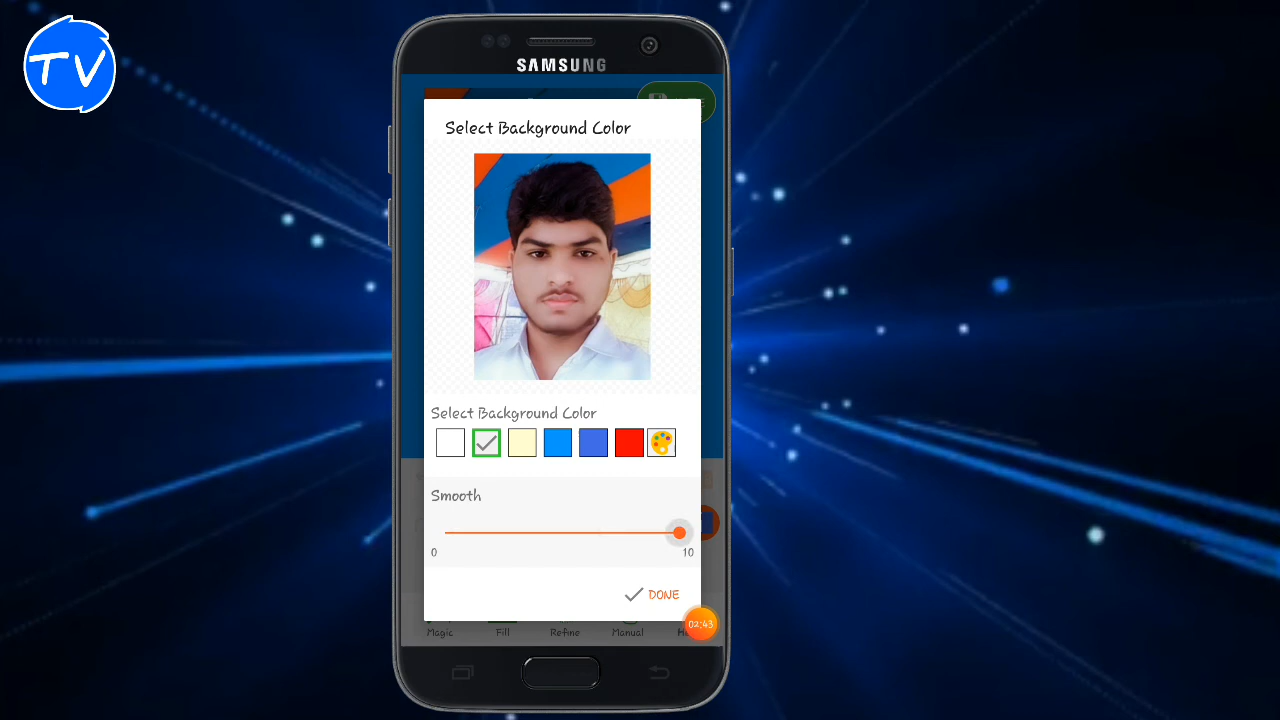 TV
SAMSUNG
Select Background Color
Select Background Color
Smooth
0
10
DONE
02:43
Magic
Fill
Refine
Manual